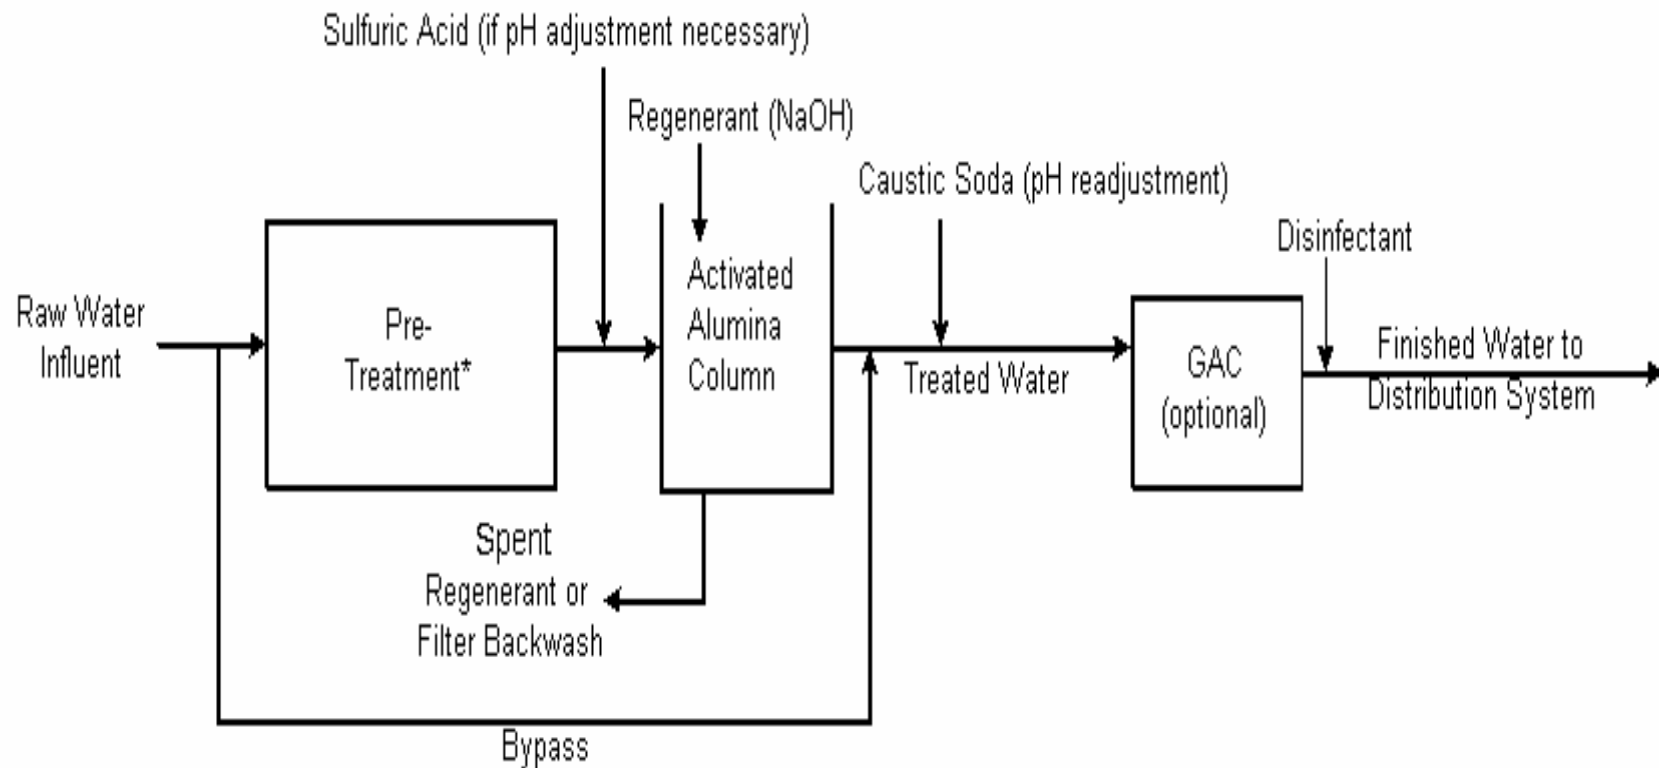 Sulfuric Acid (if pH adjustment necessary)
Regenerant (NaOH)
Caustic Soda (pH readjustment)
Disinfectant
Raw Water
Influent
Pre-
Treatment*
Activated
Alumina
Column
Treated Water
GAC
(optional)
Finished Water to
Distribution System
Spent
Regenerant or
Filter Backwash
Bypass